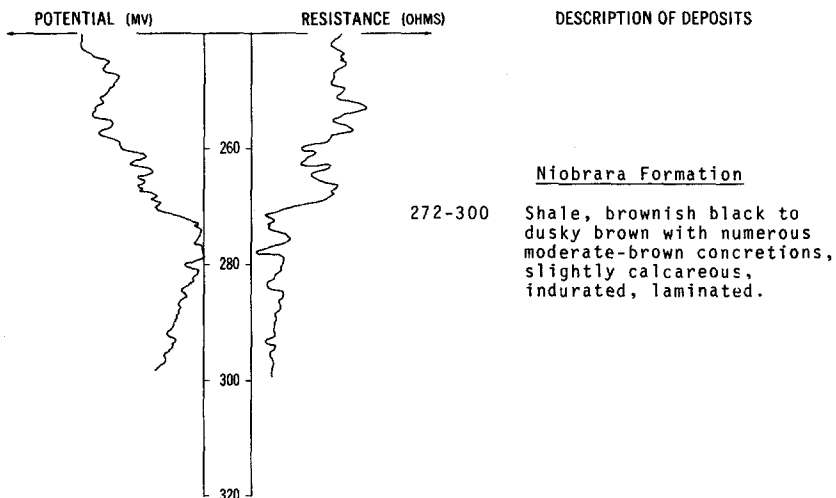 POTENTIAL (MV)
RESISTANCE (OHMS)
DESCRIPTION OF DEPOSITS
260
Niobrara Formation
272-300
Shale, brownish black to
dusky brown with numerous
moderate-brown concretions,
slightly calcareous,
indurated, laminated.
280
300
320